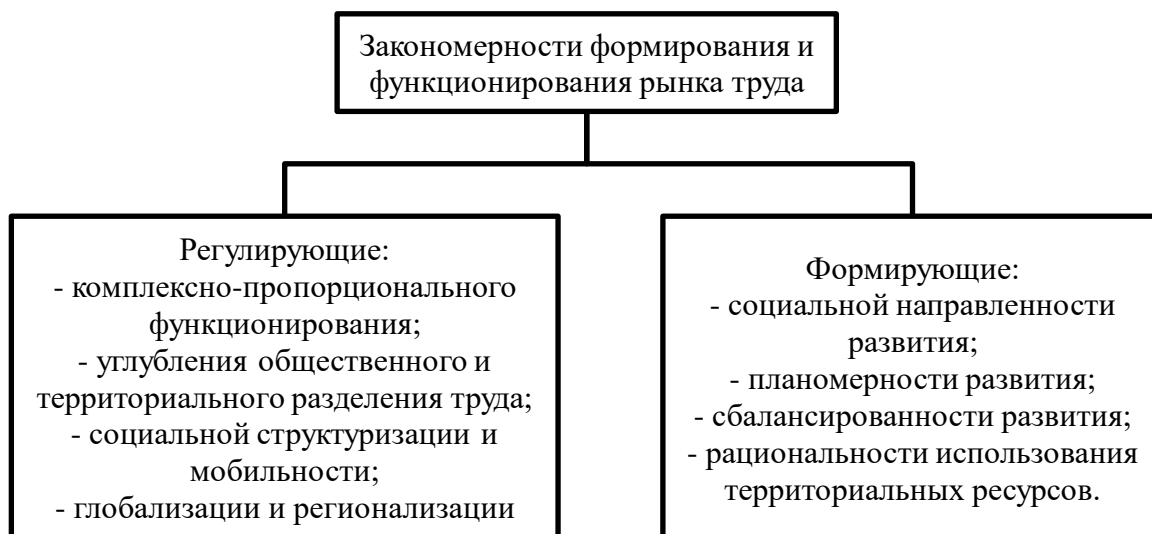 Закономерности формирования и
функционирования рынка труда
Регулирующие:
- комплексно-пропорционального
функционирования;
- углубления общественного и
территориального разделения труда;
- социальной структуризации и
мобильности;
- глобализации и регионализации
Формирующие:
- социальной направленности
развития;
- планомерности развития;
- сбалансированности развития;
- рациональности использования
территориальных ресурсов.